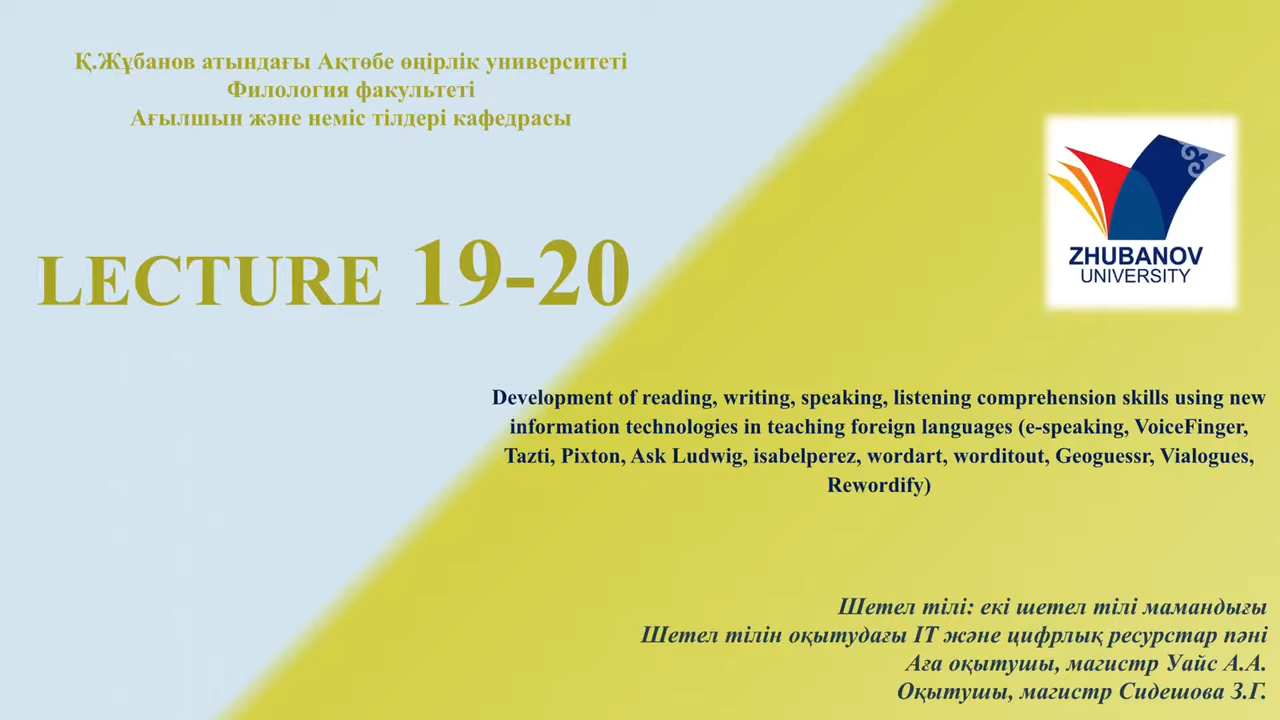 Қ.Жұбанов атындағы Ақтөбе өңірлік университеті
Филология факультеті
Ағылшын және неміс тілдері кафедрасы
LECTURE 19-20
ZHUBANOV
UNIVERSITY
Development of reading, writing, speaking, listening comprehension skills using new
information technologies in teaching foreign languages (e-speaking, VoiceFinger,
Tazti, Pixton, Ask Ludwig, isabelperez, wordart, worditout, Geoguessr, Vialogues,
Rewordify)
Шетел тілі: екі шетел тілі мамандығы
Шетел тілін оқытудағы IT және цифрлық ресурстар пәні
Аға оқытушы, магистр Уайс А.А.
Оқытушы, магистр Сидешова З.Г.